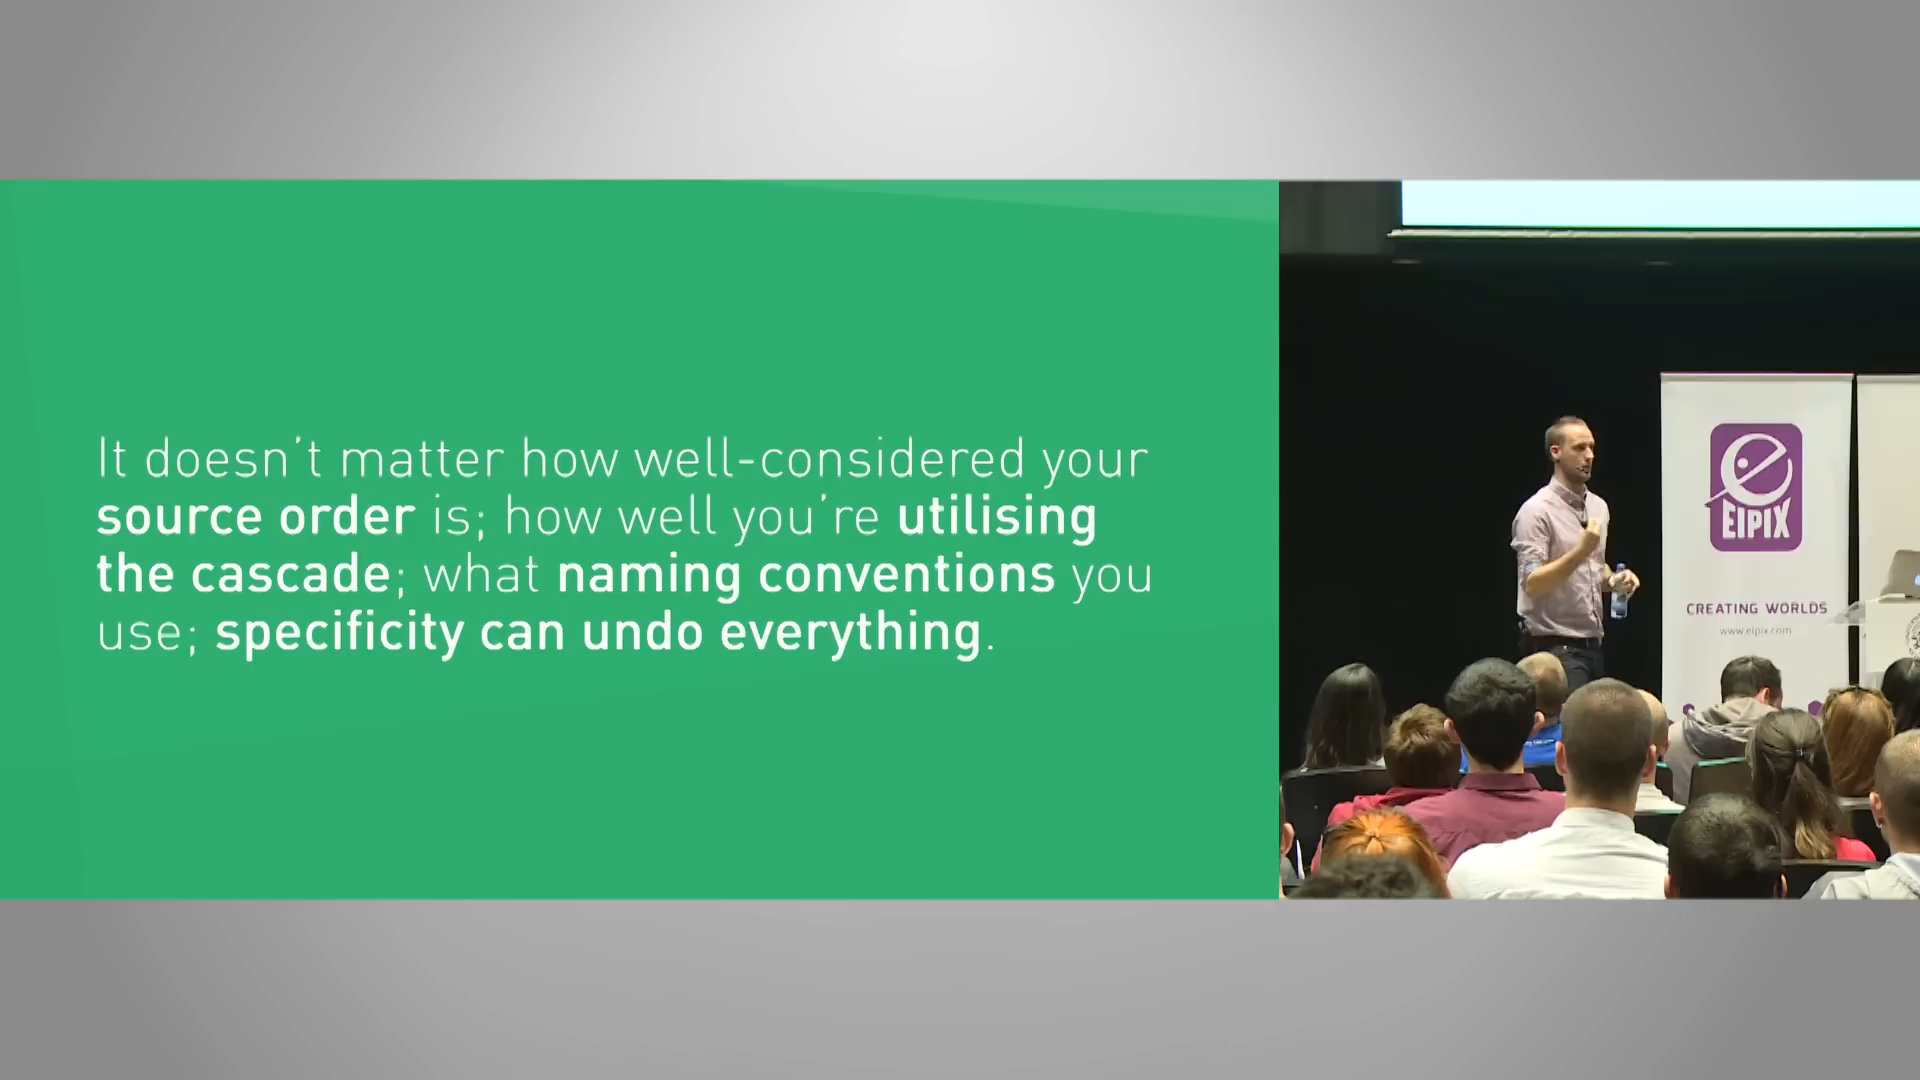 It doesn't matter how well-considered your
source order is; how well you're utilising
the cascade; what naming conventions you
use; specificity can undo everything.
EIPIX
CREATING WORLDS
www.eipix.com